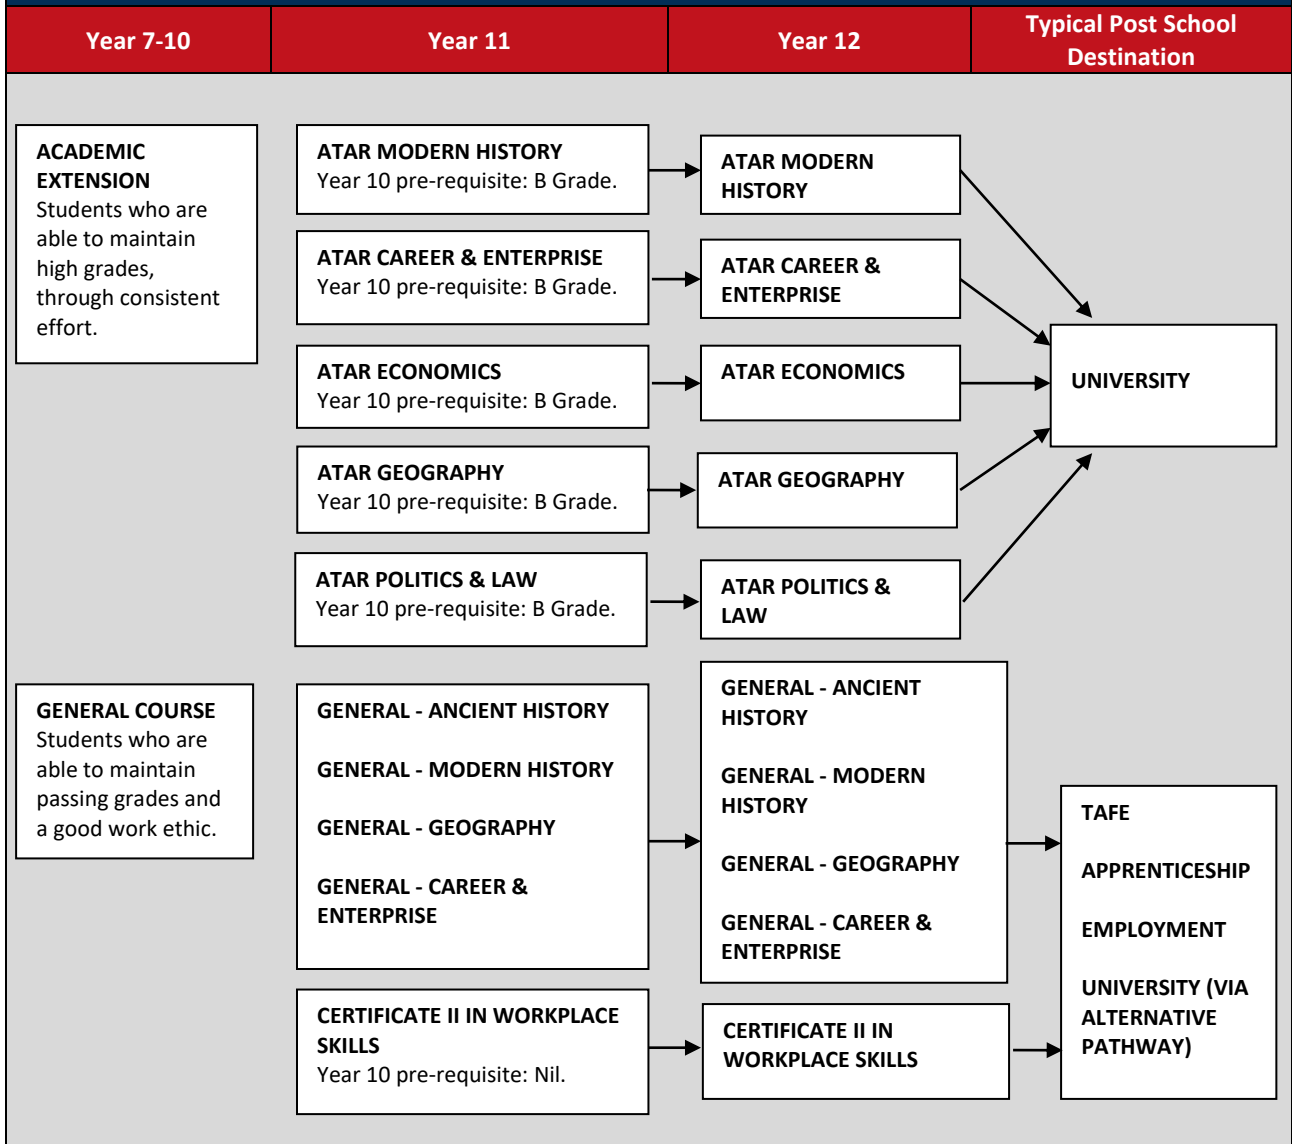 Year 7-10
Year 11
Year 12
Typical Post School
Destination
ACADEMIC
EXTENSION
Students who are
able to maintain
high grades,
through consistent
effort.
ATAR MODERN HISTORY
Year 10 pre-requisite: B Grade.
ATAR MODERN
HISTORY
ATAR CAREER & ENTERPRISE
Year 10 pre-requisite: B Grade.
ATAR CAREER &
ENTERPRISE
ATAR ECONOMICS
Year 10 pre-requisite: B Grade.
ATAR ECONOMICS
UNIVERSITY
ATAR GEOGRAPHY
Year 10 pre-requisite: B Grade.
ATAR GEOGRAPHY
ATAR POLITICS & LAW
Year 10 pre-requisite: B Grade.
ATAR POLITICS &
LAW
GENERAL COURSE
Students who are
able to maintain
passing grades and
a good work ethic.
GENERAL - ANCIENT HISTORY
GENERAL - MODERN HISTORY
GENERAL - GEOGRAPHY
GENERAL - CAREER &
ENTERPRISE
GENERAL - ANCIENT
HISTORY
GENERAL - MODERN
HISTORY
GENERAL - GEOGRAPHY
GENERAL - CAREER &
ENTERPRISE
TAFE
APPRENTICESHIP
EMPLOYMENT
UNIVERSITY (VIA
ALTERNATIVE
PATHWAY)
CERTIFICATE II IN WORKPLACE
SKILLS
Year 10 pre-requisite: Nil.
CERTIFICATE II IN
WORKPLACE SKILLS